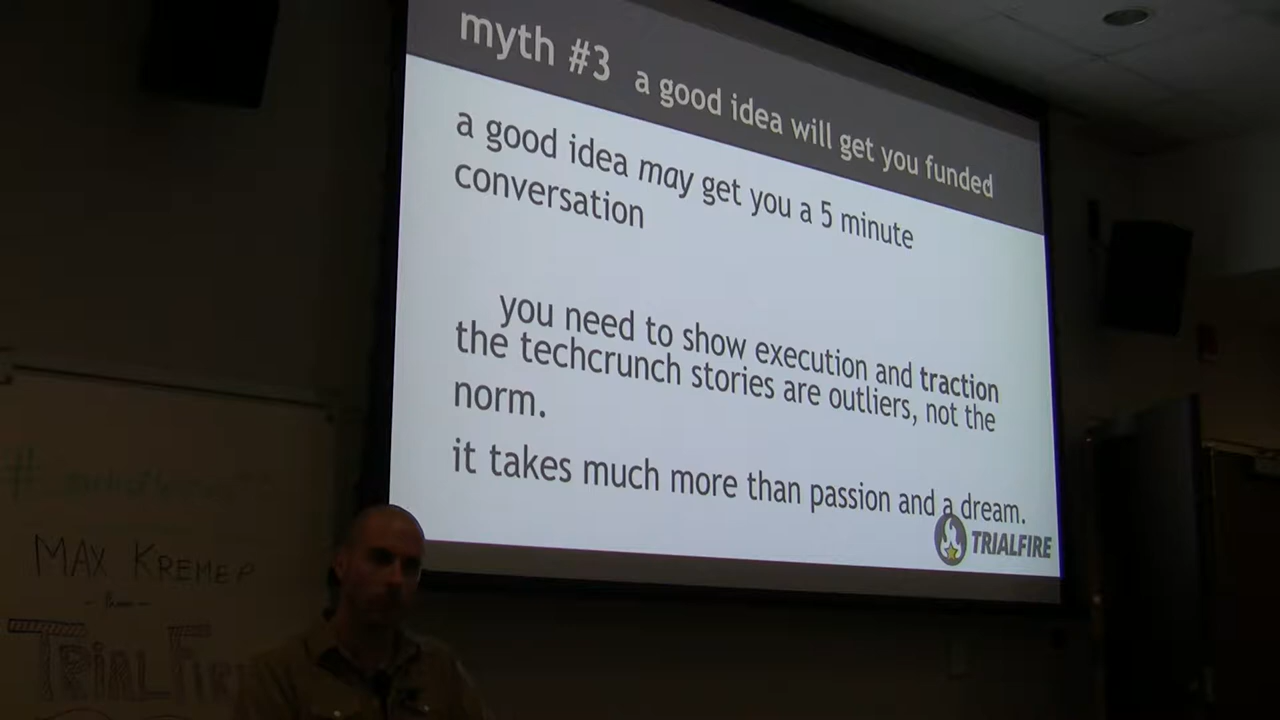 myth #3 a good idea will get you funded
a good idea may get you a 5 minute
conversation
you need to show execution and traction
the techcrunch stories are outliers, not the
norm.
it takes much more than passion and a dream.
TRIALFIRE
#
MAX KREMER
TRIALFIRE